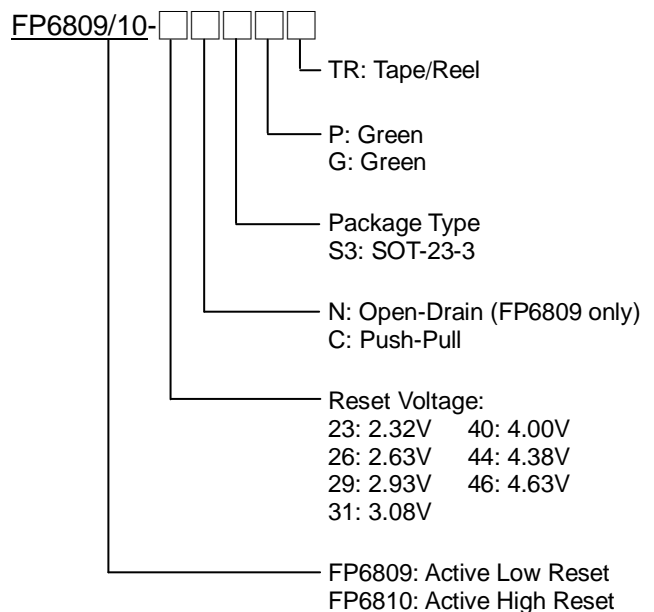 FP6809/10-
TR: Tape/Reel
P: Green
G: Green
Package Type
S3: SOT-23-3
N: Open-Drain (FP6809 only)
C: Push-Pull
Reset Voltage:
23: 2.32V 40: 4.00V
26: 2.63V 44: 4.38V
29: 2.93V 46: 4.63V
31: 3.08V
FP6809: Active Low Reset
FP6810: Active High Reset